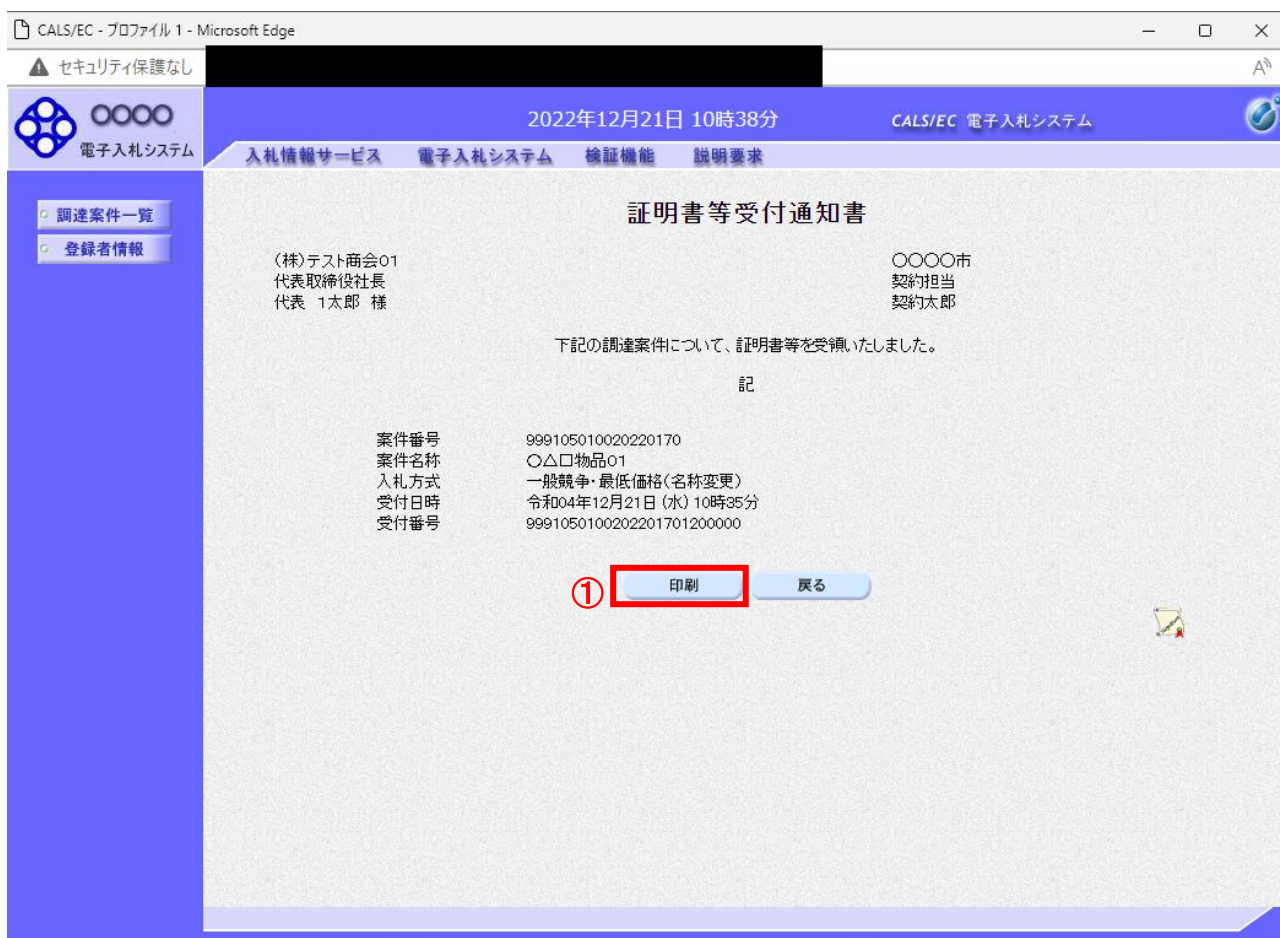 CALS/EC - プロファイル 1 - Microsoft Edge
セキュリティ保護なし
〇〇〇〇
電子入札システム
2022年12月21日 10時38分
CALS/EC 電子入札システム
入札情報サービス 電子入札システム 検証機能 説明要求
調達案件一覧
登録者情報
証明書等受付通知書
(株)テスト商会01
代表取締役社長
代表 1太郎 様
〇〇〇〇市
契約担当
契約太郎
下記の調達案件について、証明書等を受領いたしました。
記
案件番号 999105010020220170
案件名称 〇△□物品01
入札方式 一般競争・最低価格(名称変更)
受付日時 令和04年12月21日(水) 10時35分
受付番号 9991050100202201701200000
① 印刷 戻る